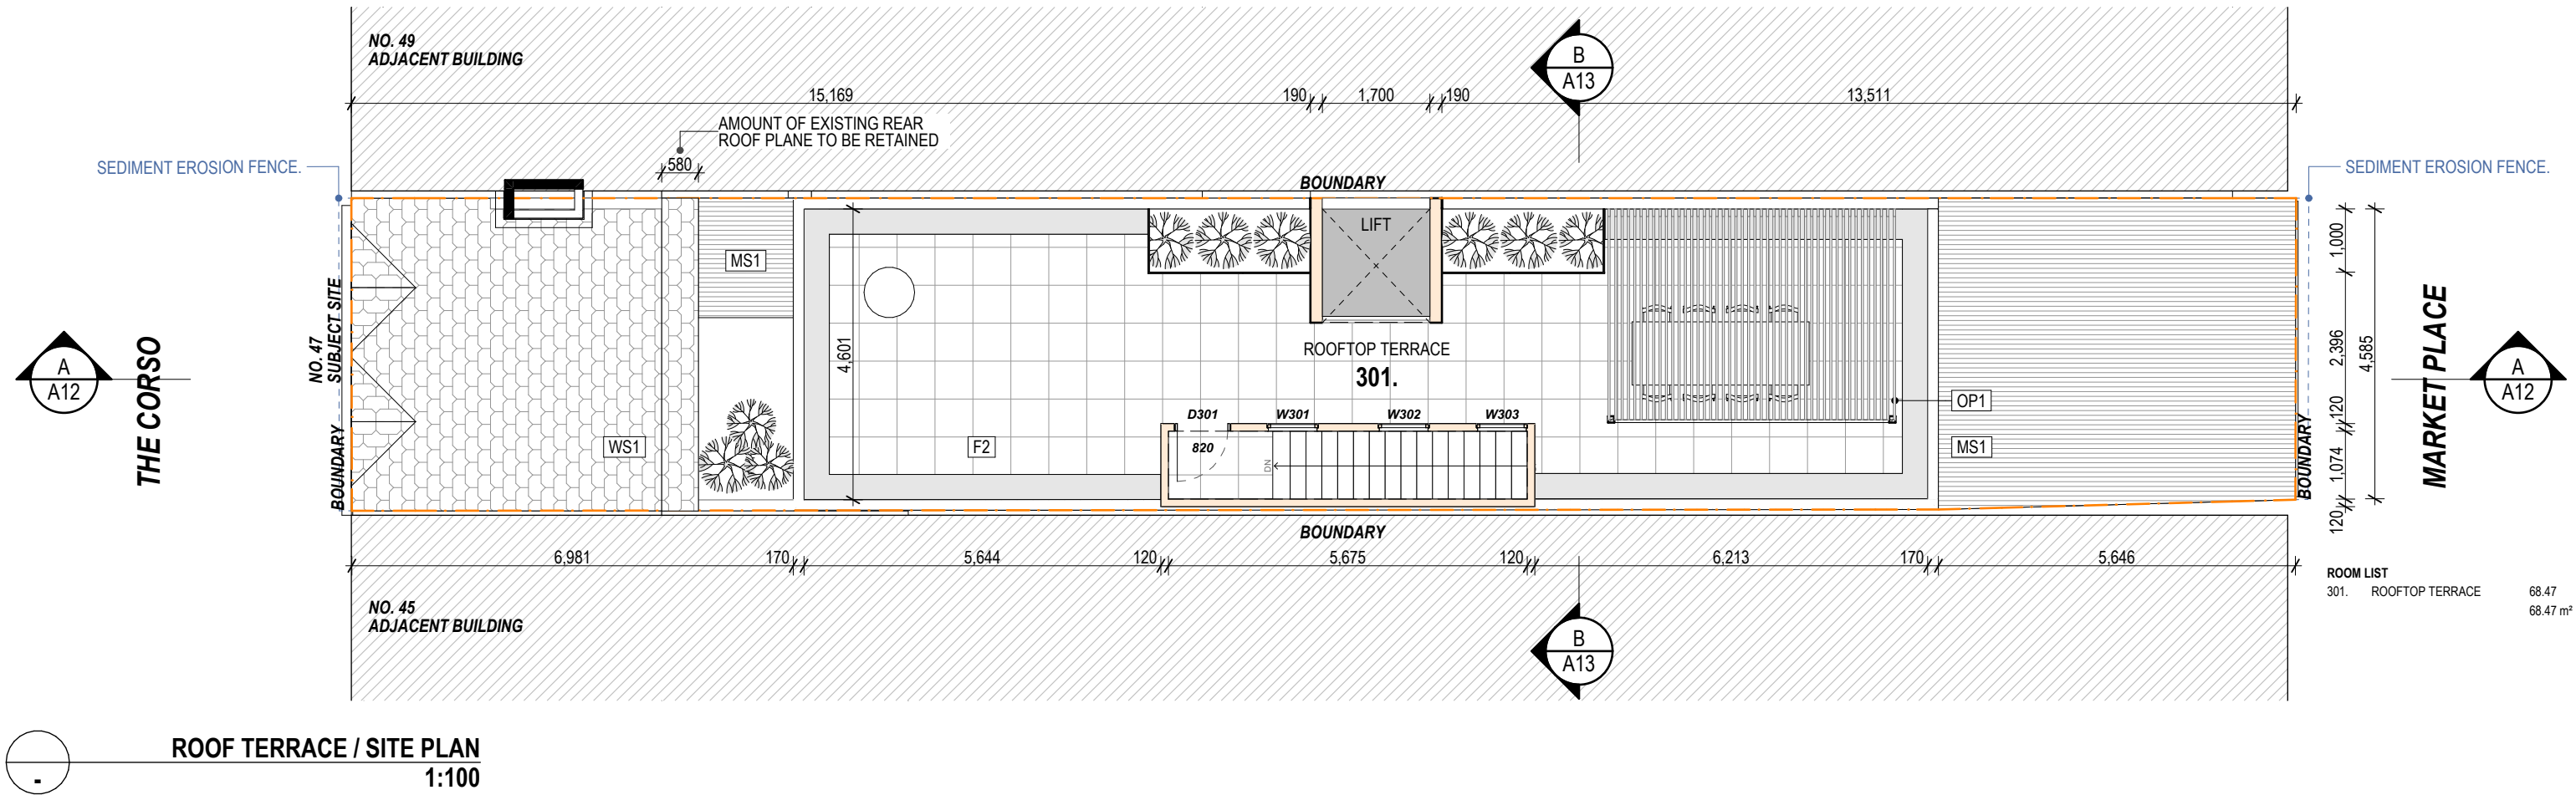 NO. 49
ADJACENT BUILDING
B
A13
15,169
190
1,700
190
13,511
AMOUNT OF EXISTING REAR
ROOF PLANE TO BE RETAINED
580
SEDIMENT EROSION FENCE.
SEDIMENT EROSION FENCE.
BOUNDARY
LIFT
MS1
1,000
NO. 47
SUBJECT SITE
THE CORSO
A
A12
4,601
ROOFTOP TERRACE
301.
2,396
4,585
MARKET PLACE
A
A12
OP1
D301
W301
W302
W303
120
WS1
F2
820
DN
MS1
BOUNDARY
BOUNDARY
1,074
120
BOUNDARY
6,981
170
5,644
120
5,675
120
6,213
170
5,646
ROOM LIST
301. ROOFTOP TERRACE 68.47
68.47 m²
NO. 45
ADJACENT BUILDING
B
A13
ROOF TERRACE / SITE PLAN
-
1:100